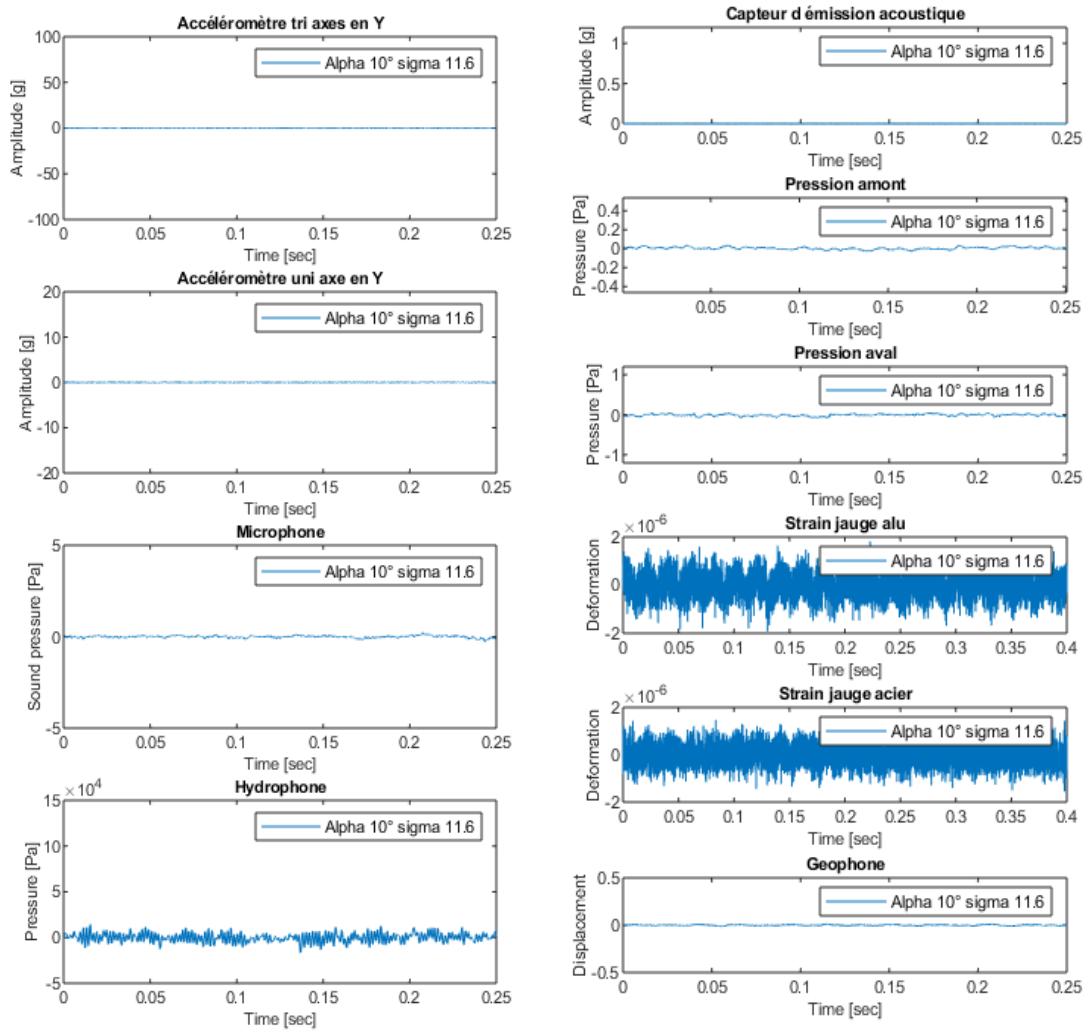 Accéléromètre tri axes en Y
Amplitude [g]
100
50
0
-50
-100
Alpha 10° sigma 11.6
0 0.05 0.1 0.15 0.2 0.25
Time [sec]
Accéléromètre uni axe en Y
Amplitude [g]
20
10
0
-10
-20
Alpha 10° sigma 11.6
0 0.05 0.1 0.15 0.2 0.25
Time [sec]
Microphone
Sound pressure [Pa]
5
0
-5
Alpha 10° sigma 11.6
0 0.05 0.1 0.15 0.2 0.25
Time [sec]
Hydrophone
×10^4
Pressure [Pa]
15
10
5
0
-5
Alpha 10° sigma 11.6
0 0.05 0.1 0.15 0.2 0.25
Time [sec]
Capteur d émission acoustique
Amplitude [g]
1
0.5
0
Alpha 10° sigma 11.6
0 0.05 0.1 0.15 0.2 0.25
Time [sec]
Pression amont
Pressure [Pa]
0.4
0.2
0
-0.2
-0.4
Alpha 10° sigma 11.6
0.05 0.1 0.15 0.2 0.25
Time [sec]
Pression aval
Pressure [Pa]
1
0
-1
Alpha 10° sigma 11.6
0 0.05 0.1 0.15 0.2 0.25
Time [sec]
Strain jauge alu
×10^-6
Deformation
2
0
-2
Alpha 10° sigma 11.6
0 0.05 0.1 0.15 0.2 0.25 0.3 0.35 0.4
Time [sec]
Strain jauge acier
×10^-6
Deformation
2
0
-2
Alpha 10° sigma 11.6
0 0.05 0.1 0.15 0.2 0.25 0.3 0.35 0.4
Time [sec]
Geophone
Displacement
0.5
0
-0.5
Alpha 10° sigma 11.6
0 0.05 0.1 0.15 0.2 0.25
Time [sec]